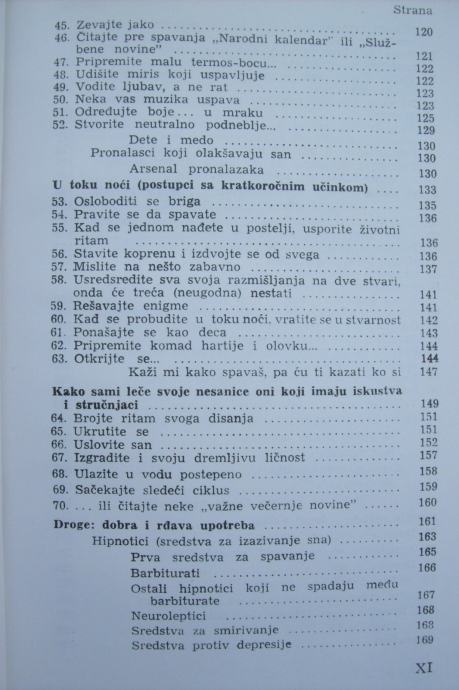 Strana
45. Zevajte jako ........ 120
46. Čitajte pre spavanja „Narodni kalendar" ili „Služ-
bene novine" ........ 121
47. Pripremite malu termos-bocu... ........ 122
48. Udišite miris koji uspavljuje ........ 122
49. Vodite ljubav, a ne rat ........ 123
50. Neka vas muzika uspava ........ 123
51. Određujte boje... u mraku ........ 125
52. Stvorite neutralno podneblje... ........ 129
Dete i medo ........ 130
Pronalasci koji olakšavaju san ........ 130
Arsenal pronalazaka ........ 130
U toku noći (postupci sa kratkoročnim učinkom) .... 133
53. Osloboditi se briga ........ 135
54. Pravite se da spavate ........ 136
55. Kad se jednom nađete u postelji, usporite životni
ritam ........ 136
56. Stavite koprenu i izdvojte se od svega ........ 136
57. Mislite na nešto zabavno ........ 137
58. Usredsredite sva svoja razmišljanja na dve stvari,
onda će treća (neugodna) nestati ........ 141
59. Rešavajte enigme ........ 141
60. Kad se probudite u toku noći, vratite se u stvarnost 142
61. Ponašajte se kao deca ........ 143
62. Pripremite komad hartije i olovku... ........ 144
63. Otkrijte se... ........ 144
Kaži mi kako spavaš, pa ću ti kazati ko si 147
Kako sami leče svoje nesanice oni koji imaju iskustva
i stručnjaci ........ 149
64. Brojte ritam svoga disanja ........ 151
65. Ukrutite se ........ 151
66. Uslovite san ........ 152
67. Izgradite i svoju dremljivu ličnost ........ 157
68. Ulazite u vodu postepeno ........ 158
69. Sačekajte sledeći ciklus ........ 159
70. ... ili čitajte neke „važne večernje novine" ........ 160
Droge: dobra i rđava upotreba ........ 161
Hipnotici (sredstva za izazivanje sna) ........ 163
Prva sredstva za spavanje ........ 165
Barbiturati ........ 166
Ostali hipnotici koji ne spadaju među
barbiturate ........ 167
Neuroleptici ........ 168
Sredstva za smirivanje ........ 168
Sredstva protiv depresije ........ 169
XI